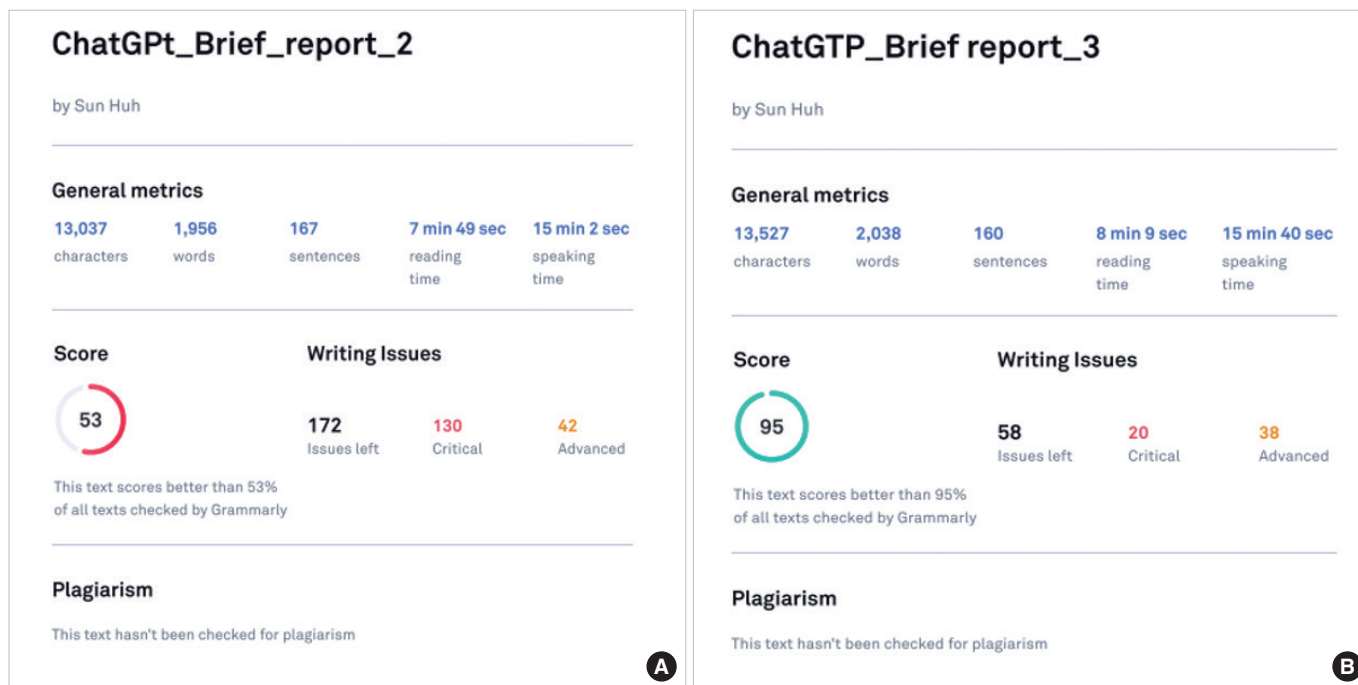 ChatGPt_Brief_report_2
by Sun Huh
General metrics
13,037 1,956 167 7 min 49 sec 15 min 2 sec
characters words sentences reading speaking
time time
Score Writing Issues
53
172 130 42
Issues left Critical Advanced
This text scores better than 53%
of all texts checked by Grammarly
Plagiarism
This text hasn't been checked for plagiarism
A
ChatGTP_Brief report_3
by Sun Huh
General metrics
13,527 2,038 160 8 min 9 sec 15 min 40 sec
characters words sentences reading speaking
time time
Score Writing Issues
95
58 20 38
Issues left Critical Advanced
This text scores better than 95%
of all texts checked by Grammarly
Plagiarism
This text hasn't been checked for plagiarism
B